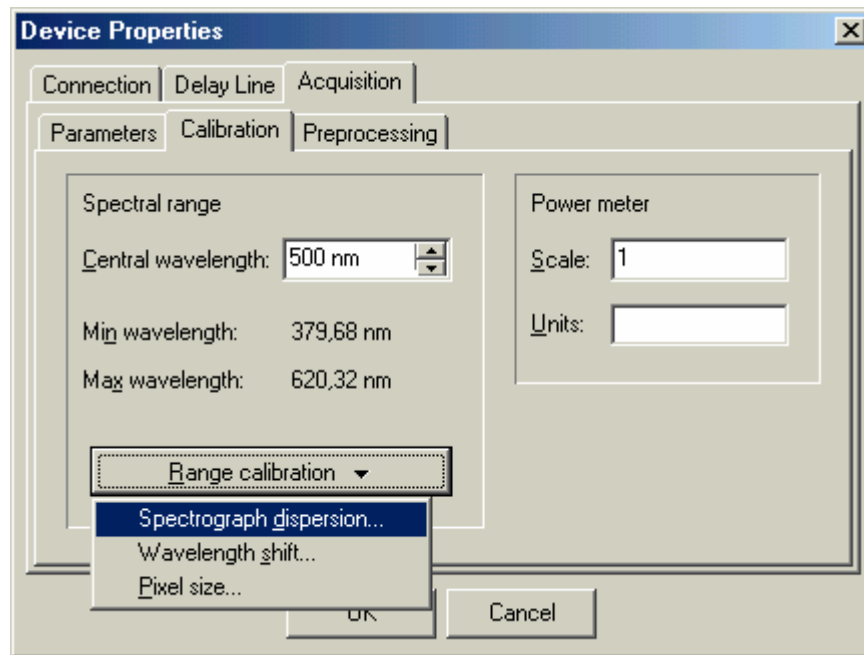 Device Properties
Connection Delay Line Acquisition
Parameters Calibration Preprocessing
Spectral range
Central wavelength: 500 nm
Min wavelength: 379,68 nm
Max wavelength: 620,32 nm
Range calibration
Spectrograph dispersion...
Wavelength shift...
Pixel size...
Power meter
Scale: 1
Units:
OK Cancel